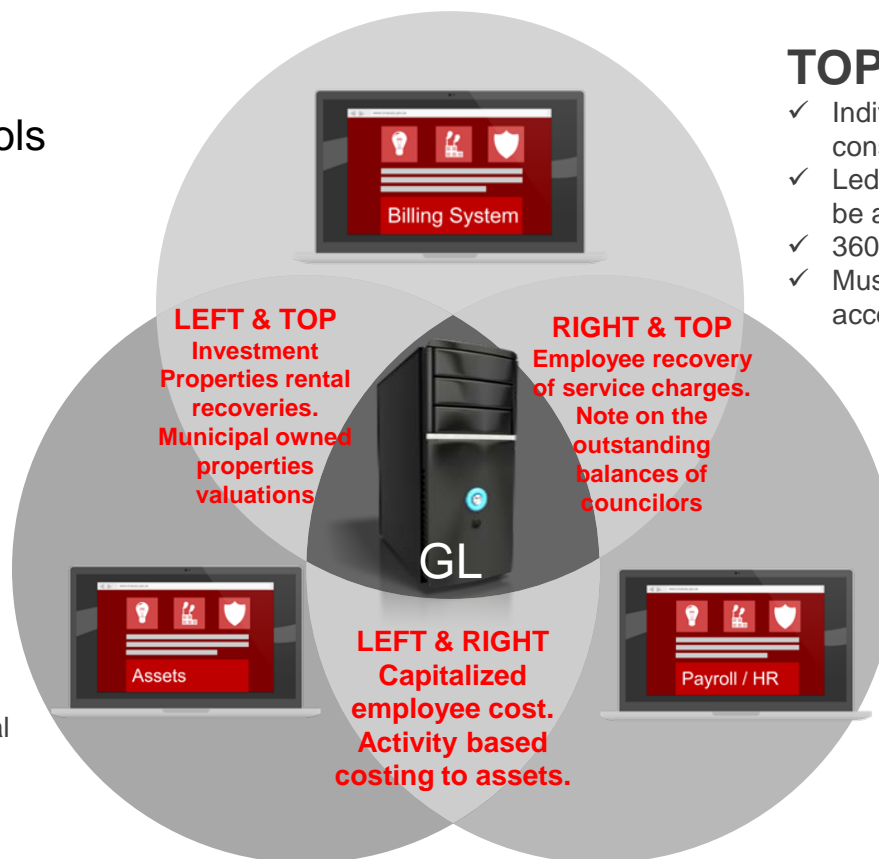 ols
TOP
Indi
cons
Led
be a
360
Mus
acco
Billing System
LEFT & TOP
Investment
Properties rental
recoveries.
Municipal owned
properties
valuations
RIGHT & TOP
Employee recovery
of service charges.
Note on the
outstanding
balances of
councilors
GL
Assets
LEFT & RIGHT
Capitalized
employee cost.
Activity based
costing to assets.
Payroll / HR
al